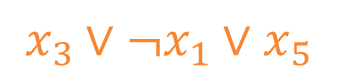 x₃ ∨ ¬x₁ ∨ x₅